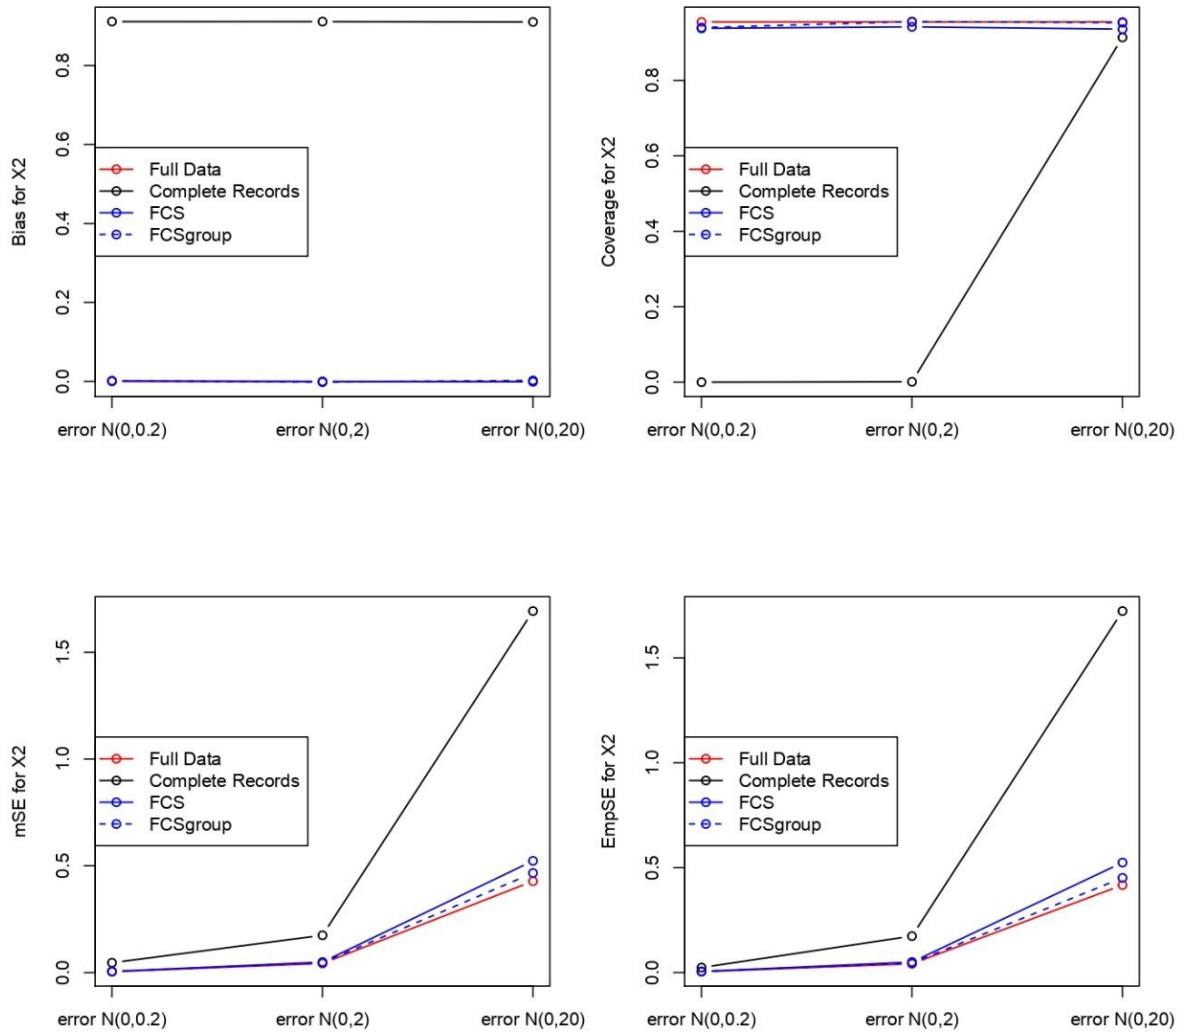 Bias for X2
0.8
0.6
0.4
0.2
0.0
Full Data
Complete Records
FCS
FCSgroup
error N(0,0.2) error N(0,2) error N(0,20)
Coverage for X2
0.8
0.6
0.4
0.2
0.0
Full Data
Complete Records
FCS
FCSgroup
error N(0,0.2) error N(0,2) error N(0,20)
mSE for X2
1.5
1.0
0.5
0.0
Full Data
Complete Records
FCS
FCSgroup
error N(0,0.2) error N(0,2) error N(0,20)
EmpSE for X2
1.5
1.0
0.5
0.0
Full Data
Complete Records
FCS
FCSgroup
error N(0,0.2) error N(0,2) error N(0,20)